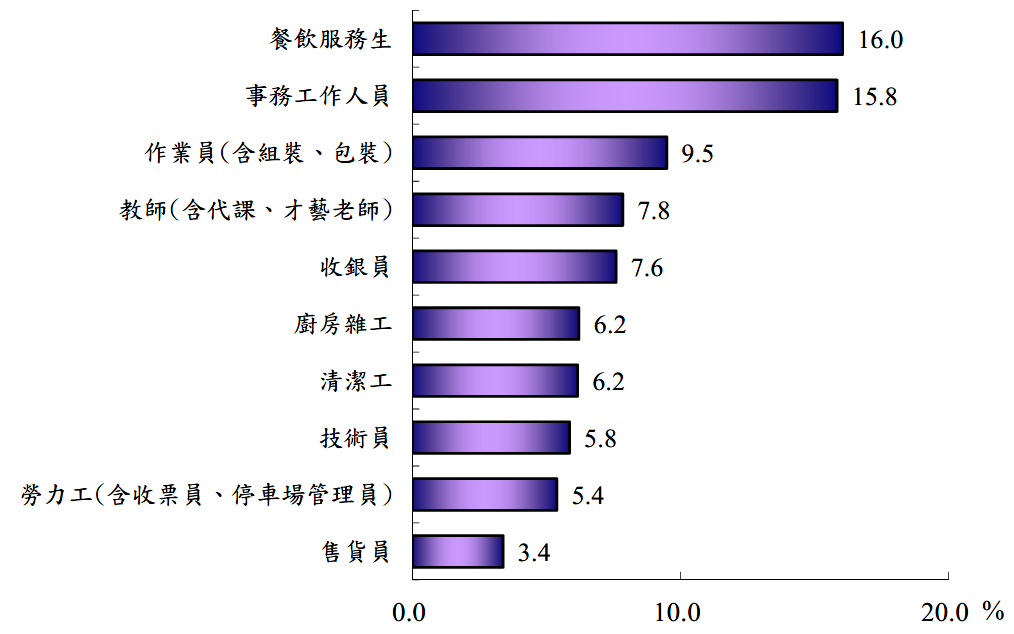 餐飲服務生 16.0
事務工作人員 15.8
作業員(含組裝、包裝) 9.5
教師(含代課、才藝老師) 7.8
收銀員 7.6
廚房雜工 6.2
清潔工 6.2
技術員 5.8
勞力工(含收票員、停車場管理員) 5.4
售貨員 3.4
0.0 10.0 20.0 %